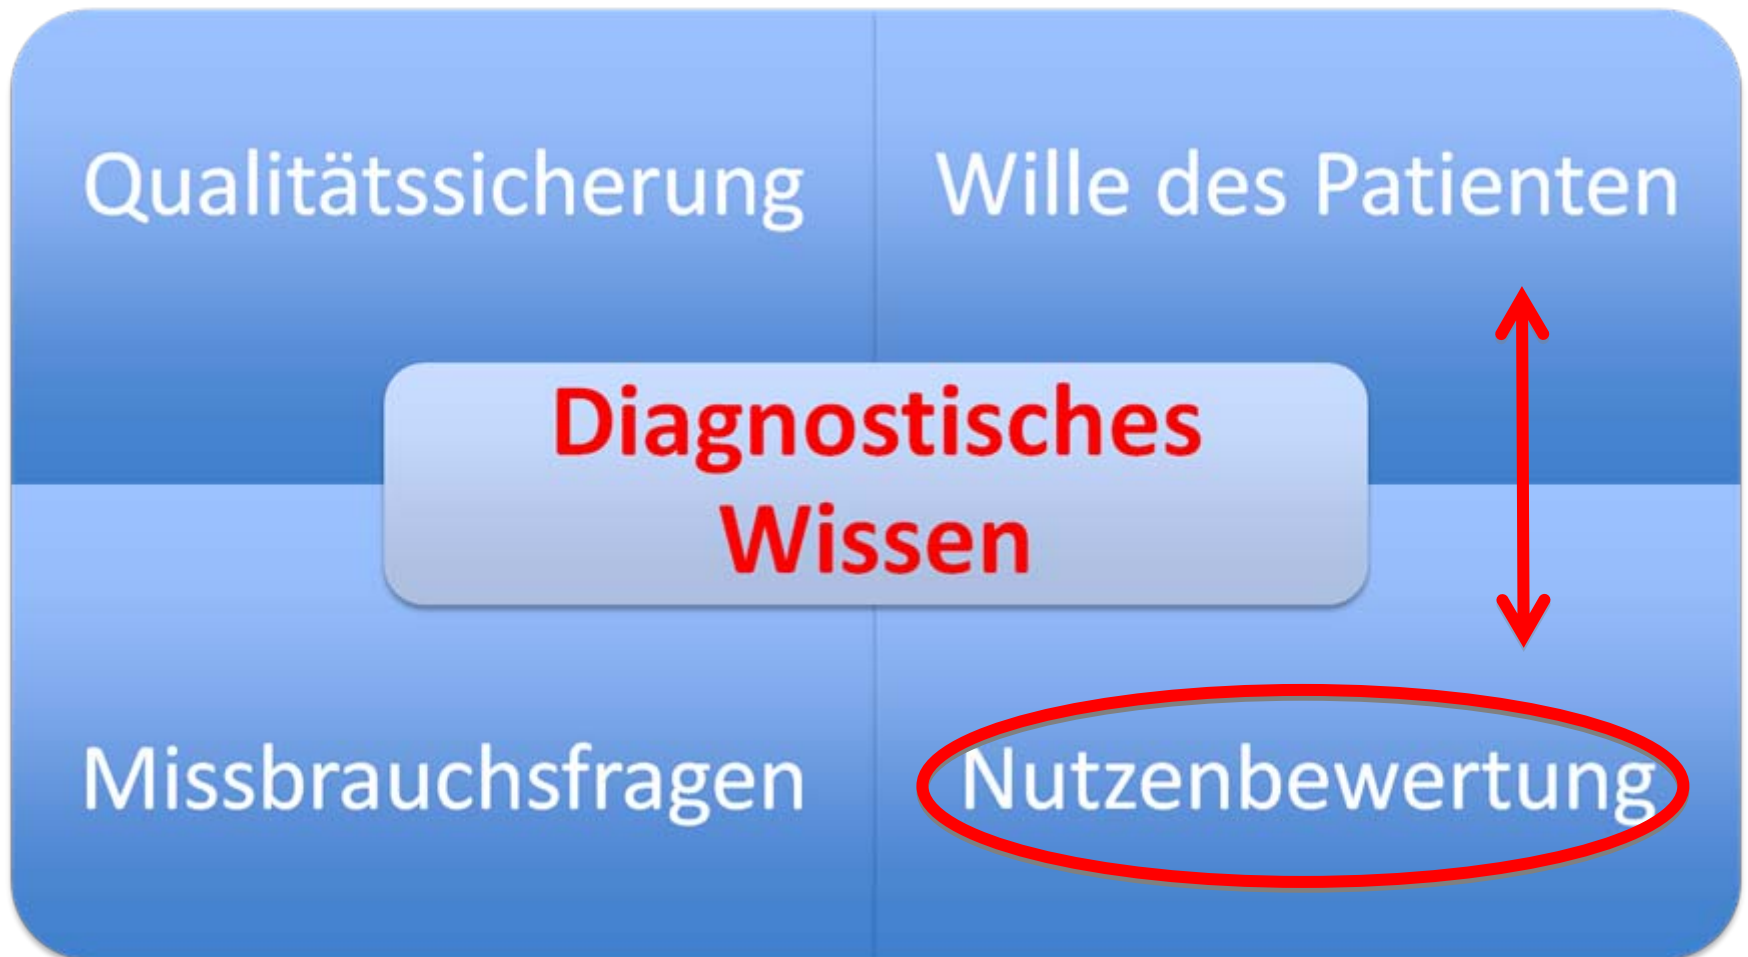 Qualitätssicherung
Wille des Patienten
Diagnostisches
Wissen
Missbrauchsfragen
Nutzenbewertung